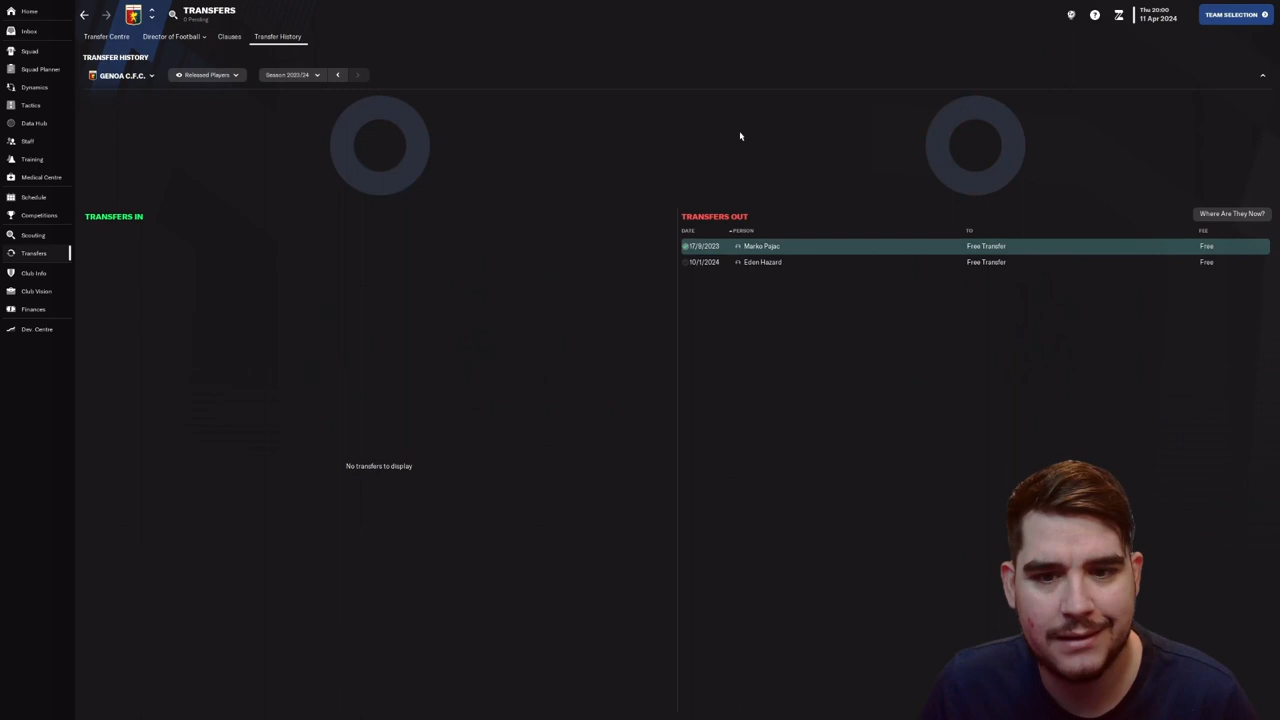 Home
TRANSFERS
0 Pending
Thu 20:00
11 Apr 2024
TEAM SELECTION
Inbox
Transfer Centre
Director of Football
Clauses
Transfer History
Squad
TRANSFER HISTORY
Squad Planner
GENOA C.F.C.
Released Players
Season 2023/24
Dynamics
Tactics
Data Hub
Staff
Training
Medical Centre
Schedule
Competitions
TRANSFERS IN
TRANSFERS OUT
Where Are They Now?
Scouting
DATE
PERSON
TO
FEE
Transfers
17/9/2023
Marko Pajac
Free Transfer
Free
10/1/2024
Eden Hazard
Free Transfer
Free
Club Info
Club Vision
Finances
Dev. Centre
No transfers to display